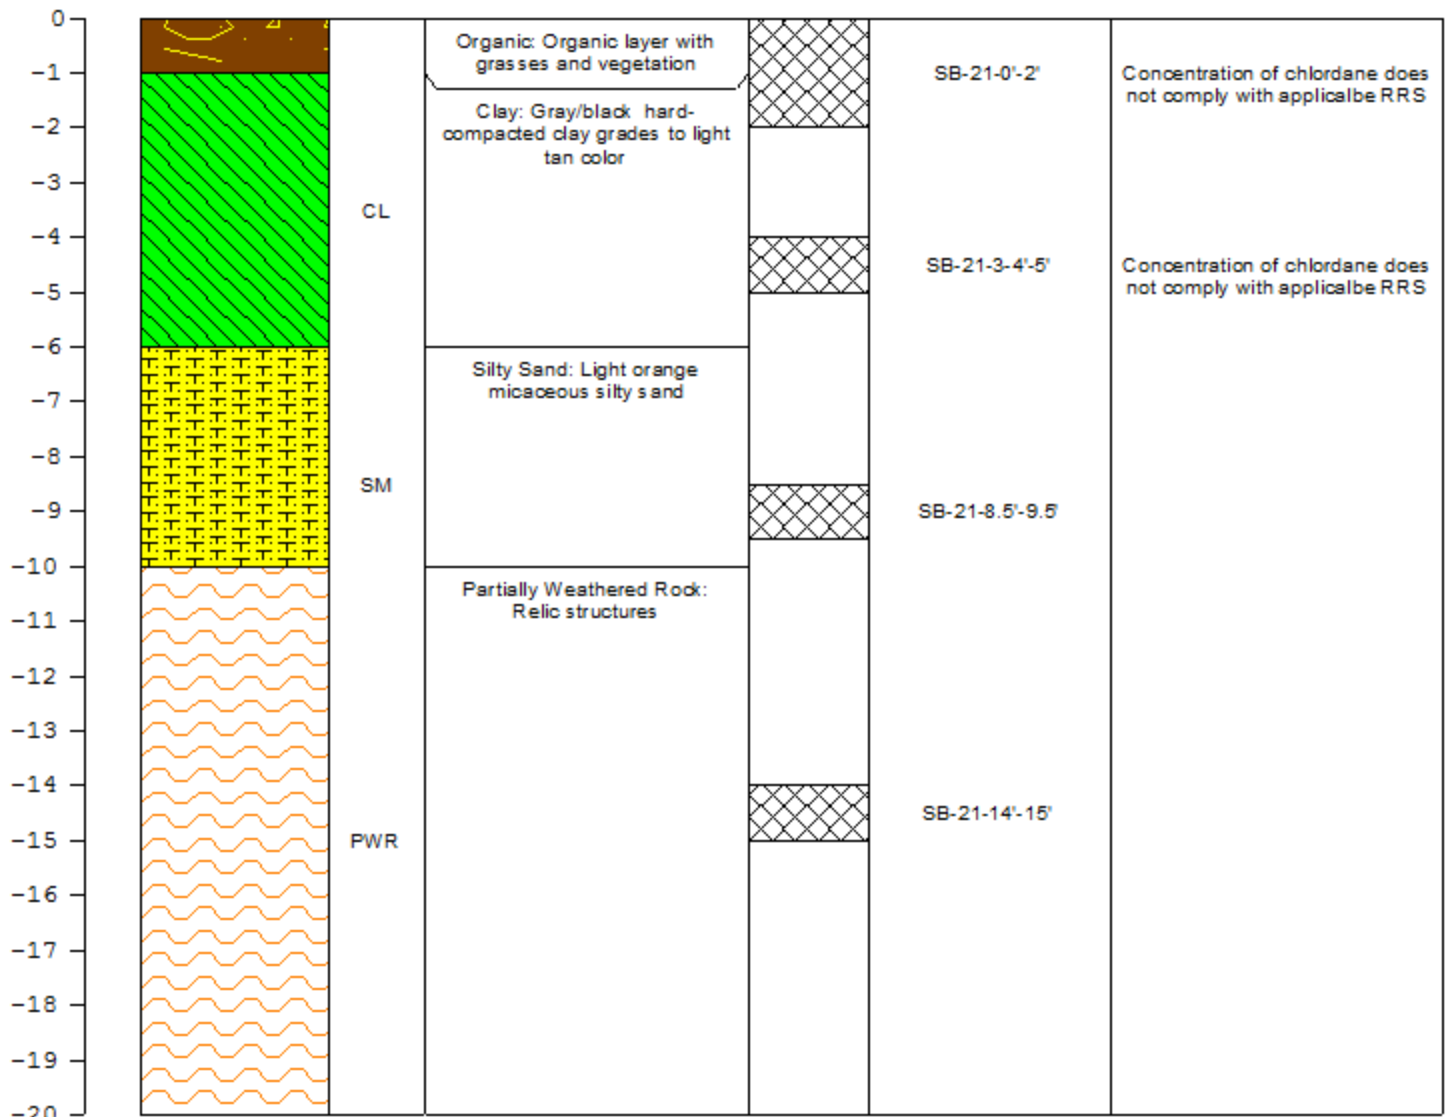 0
-1
-2
-3
-4
-5
-6
-7
-8
-9
-10
-11
-12
-13
-14
-15
-16
-17
-18
-19
-20
CL
SM
PWR
Organic: Organic layer with
grasses and vegetation
Clay: Gray/black hard-
compacted clay grades to light
tan color
Silty Sand: Light orange
micaceous silty sand
Partially Weathered Rock:
Relic structures
SB-21-0'-2'
SB-21-3-4'-5'
SB-21-8.5'-9.5'
SB-21-14'-15'
Concentration of chlordane does
not comply with applicalbe RRS
Concentration of chlordane does
not comply with applicalbe RRS